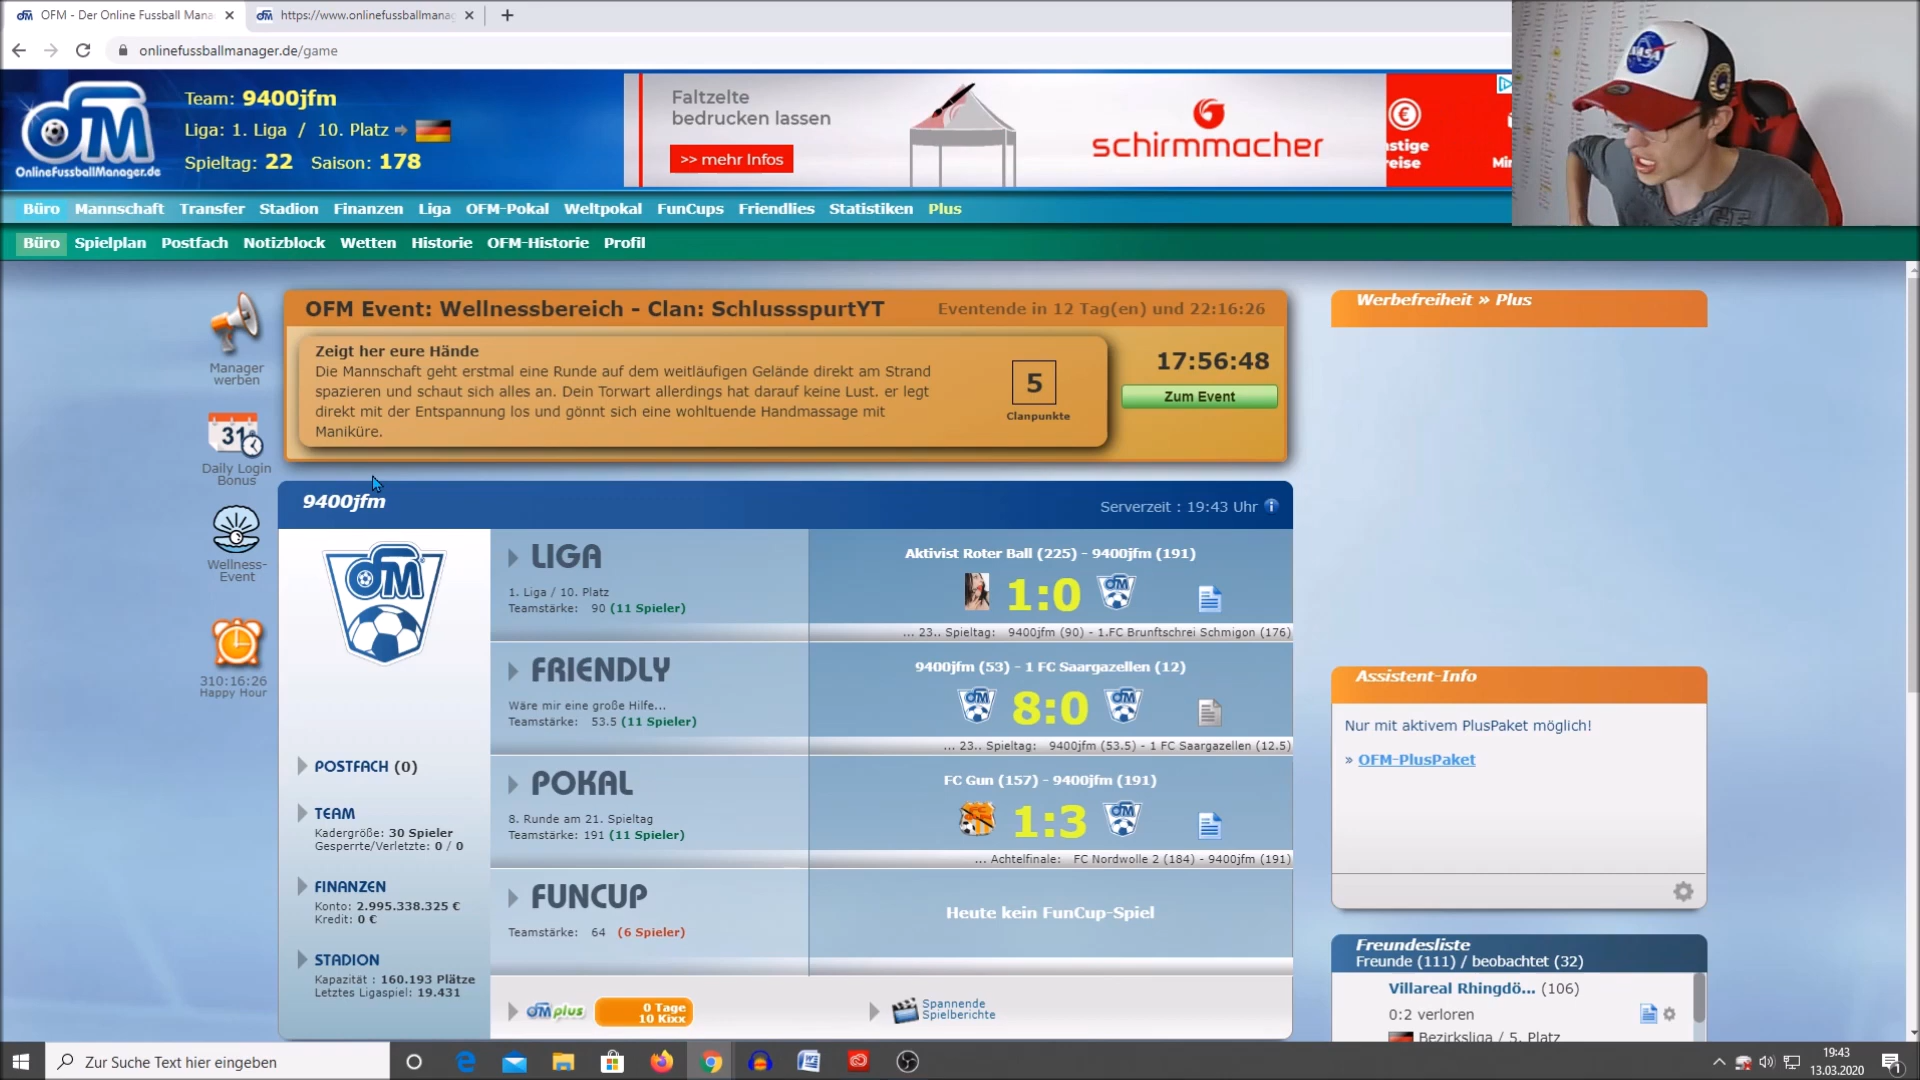 OFM - Der Online Fussball Mana
https://www.onlinefussballmanag
onlinefussballmanager.de/game
OFM
OnlineFussballManager.de
Team: 9400jfm
Liga: 1. Liga / 10. Platz
Spieltag: 22 Saison: 178
Faltzelte
bedrucken lassen
>> mehr Infos
schirmmacher
nstige
reise
NASA
Büro Mannschaft Transfer Stadion Finanzen Liga OFM-Pokal Weltpokal FunCups Friendlies Statistiken Plus
Büro Spielplan Postfach Notizblock Wetten Historie OFM-Historie Profil
Manager
werben
31
Daily Login
Bonus
Wellness-
Event
310:16:26
Happy Hour
OFM Event: Wellnessbereich - Clan: SchlussspurtYT
Eventende in 12 Tag(en) und 22:16:26
Zeigt her eure Hände
Die Mannschaft geht erstmal eine Runde auf dem weitläufigen Gelände direkt am Strand
spazieren und schaut sich alles an. Dein Torwart allerdings hat darauf keine Lust. er legt
direkt mit der Entspannung los und gönnt sich eine wohltuende Handmassage mit
Maniküre.
5
Clanpunkte
17:56:48
Zum Event
9400jfm
Serverzeit : 19:43 Uhr
OFM
POSTFACH (0)
TEAM
Kadergröße: 30 Spieler
Gesperrte/Verletzte: 0 / 0
FINANZEN
Konto: 2.995.338.325 €
Kredit: 0 €
STADION
Kapazität : 160.193 Plätze
Letztes Ligaspiel: 19.431
LIGA
1. Liga / 10. Platz
Teamstärke: 90 (11 Spieler)
Aktivist Roter Ball (225) - 9400jfm (191)
1:0
... 23.. Spieltag: 9400jfm (90) - 1.FC Brunftschrei Schmigon (176)
FRIENDLY
Wäre mir eine große Hilfe...
Teamstärke: 53.5 (11 Spieler)
9400jfm (53) - 1 FC Saargazellen (12)
8:0
... 23.. Spieltag: 9400jfm (53.5) - 1 FC Saargazellen (12.5)
POKAL
8. Runde am 21. Spieltag
Teamstärke: 191 (11 Spieler)
FC Gun (157) - 9400jfm (191)
1:3
... Achtelfinale: FC Nordwolle 2 (184) - 9400jfm (191)
FUNCUP
Teamstärke: 64 (6 Spieler)
Heute kein FunCup-Spiel
OFM plus
0 Tage
10 Kixx
Spannende
Spielberichte
Werbefreiheit » Plus
Assistent-Info
Nur mit aktivem PlusPaket möglich!
» OFM-PlusPaket
Freundesliste
Freunde (111) / beobachtet (32)
Villareal Rhingdö... (106)
0:2 verloren
Bezirksliga / 5. Platz
Zur Suche Text hier eingeben
19:43
13.03.2020
1